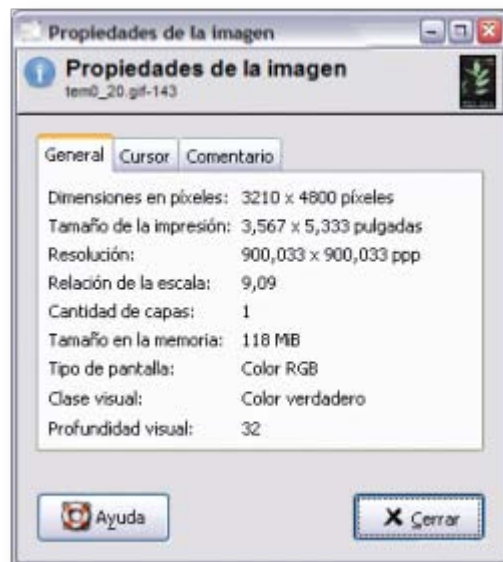 Propiedades de la imagen
Propiedades de la imagen
tem0_20.gif-143
General Cursor Comentario
Dimensiones en píxeles: 3210 x 4800 píxeles
Tamaño de la impresión: 3,567 x 5,333 pulgadas
Resolución: 900,033 x 900,033 ppp
Relación de la escala: 9,09
Cantidad de capas: 1
Tamaño en la memoria: 118 MiB
Tipo de pantalla: Color RGB
Clase visual: Color verdadero
Profundidad visual: 32
Ayuda Cerrar